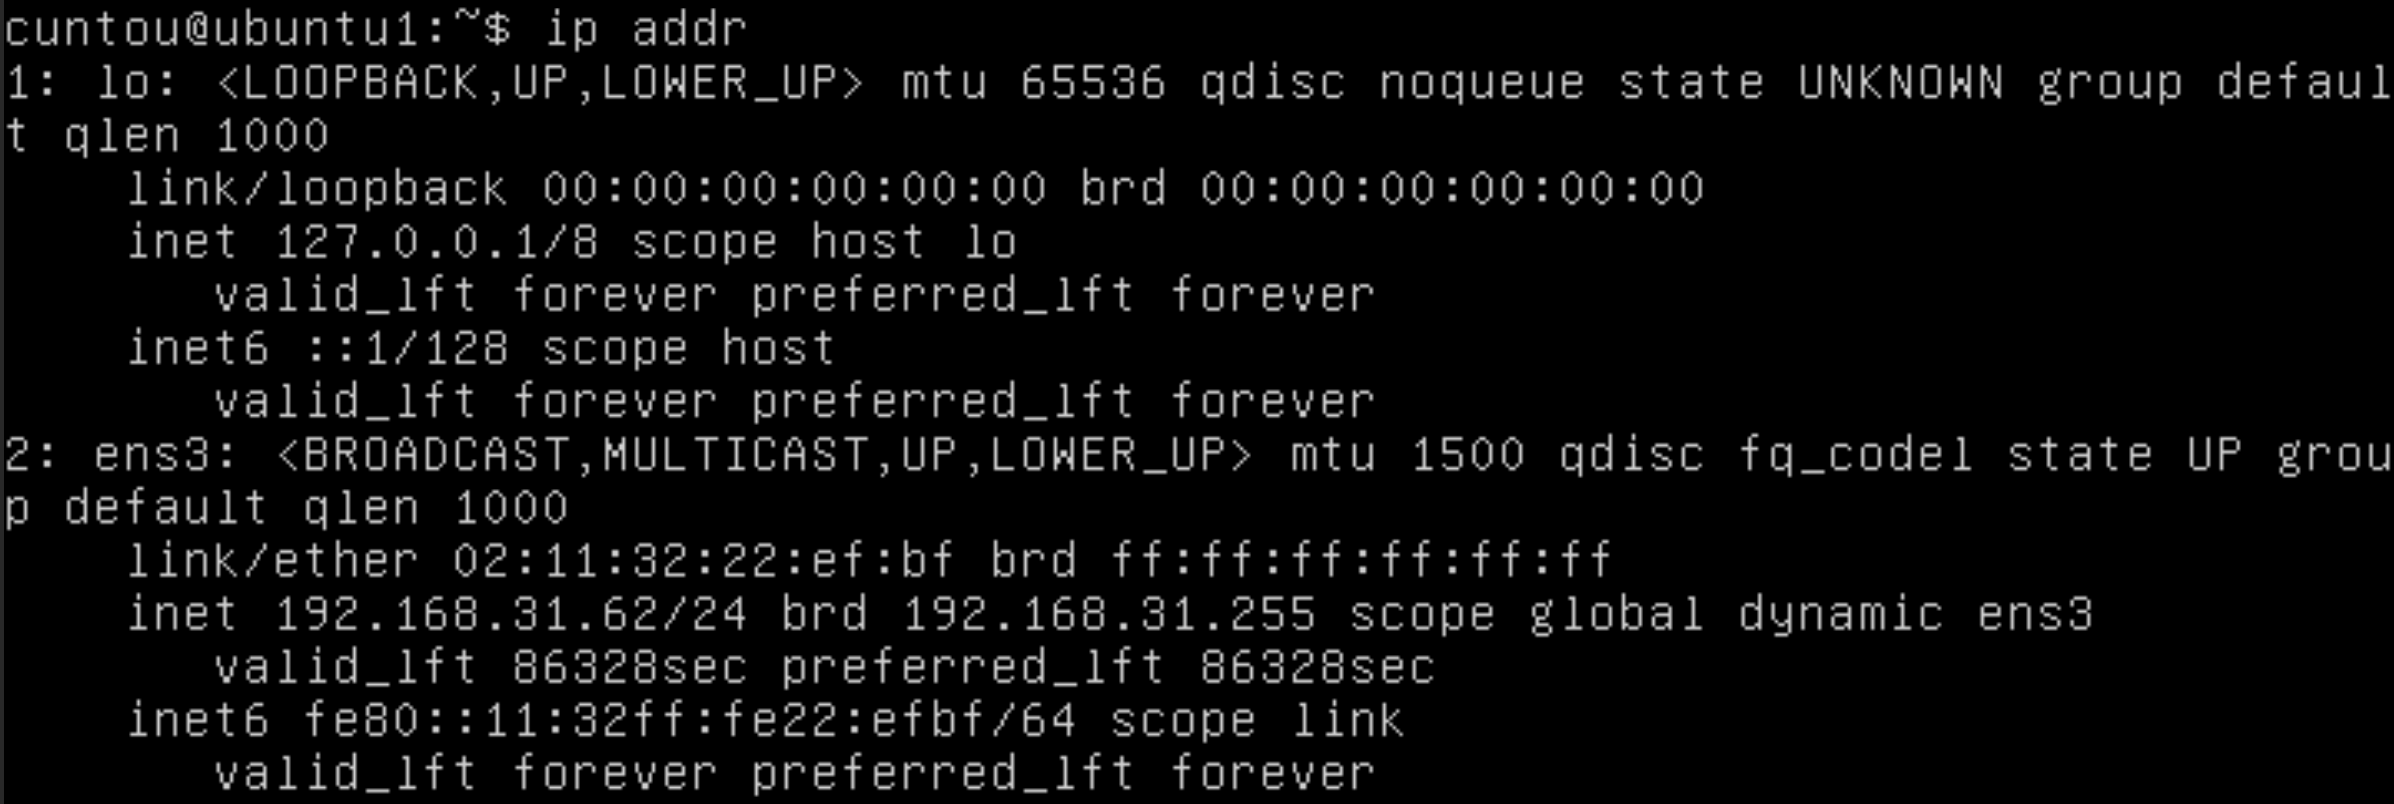 cuntou@ubuntu1:~$ ip addr
1: lo: <LOOPBACK,UP,LOWER_UP> mtu 65536 qdisc noqueue state UNKNOWN group defaul
t qlen 1000
    link/loopback 00:00:00:00:00:00 brd 00:00:00:00:00:00
    inet 127.0.0.1/8 scope host lo
       valid_lft forever preferred_lft forever
    inet6 ::1/128 scope host
       valid_lft forever preferred_lft forever
2: ens3: <BROADCAST,MULTICAST,UP,LOWER_UP> mtu 1500 qdisc fq_codel state UP grou
p default qlen 1000
    link/ether 02:11:32:22:ef:bf brd ff:ff:ff:ff:ff:ff
    inet 192.168.31.62/24 brd 192.168.31.255 scope global dynamic ens3
       valid_lft 86328sec preferred_lft 86328sec
    inet6 fe80::11:32ff:fe22:efbf/64 scope link
       valid_lft forever preferred_lft forever